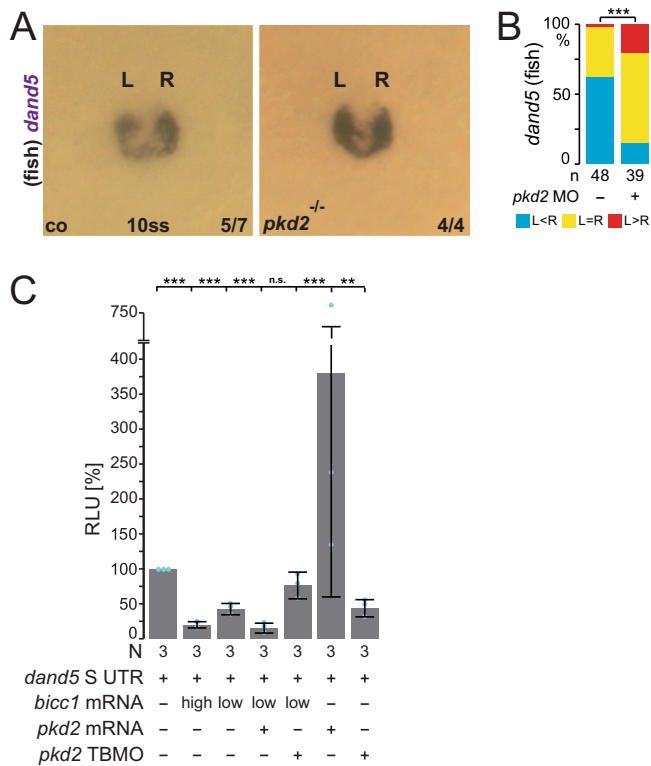 A
(fish) dand5
L R
co 10ss 5/7
L R
pkd2 -/- 4/4
B
***
100
%
50
0
dand5 (fish)
n 48 39
pkd2 MO – +
L<R L=R L>R
C
*** *** *** n.s. *** **
750
400
350
300
250
200
150
100
50
0
RLU [%]
N 3 3 3 3 3 3 3
dand5 S UTR + + + + + + +
bicc1 mRNA – high low low low – –
pkd2 mRNA – – – + – + –
pkd2 TBMO – – – – + – +